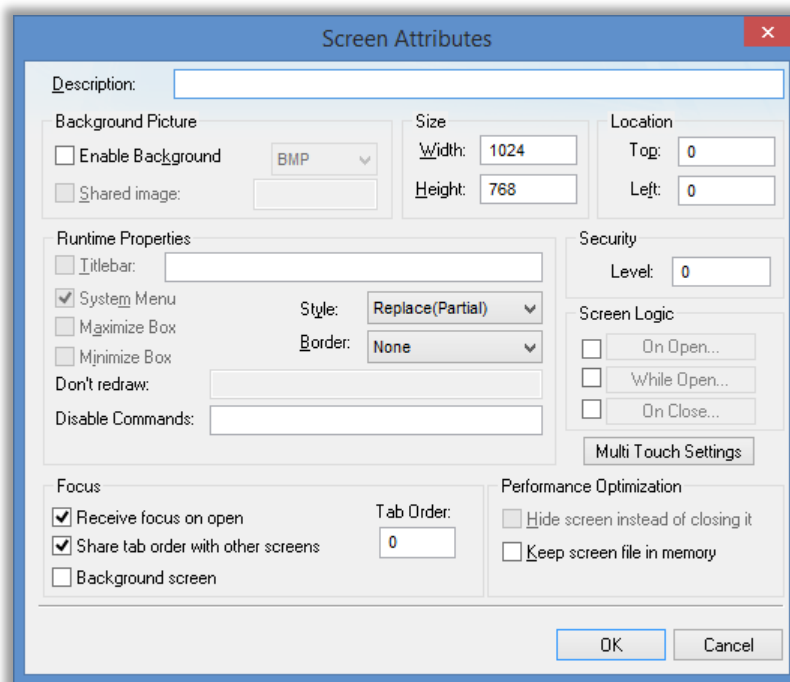 Screen Attributes
Description:
Background Picture
Enable Background
BMP
Shared image:
Size
Width: 1024
Height: 768
Location
Top: 0
Left: 0
Runtime Properties
Titlebar:
System Menu
Maximize Box
Minimize Box
Style: Replace(Partial)
Border: None
Don't redraw:
Disable Commands:
Security
Level: 0
Screen Logic
On Open...
While Open...
On Close...
Multi Touch Settings
Focus
Receive focus on open
Share tab order with other screens
Background screen
Tab Order:
0
Performance Optimization
Hide screen instead of closing it
Keep screen file in memory
OK
Cancel